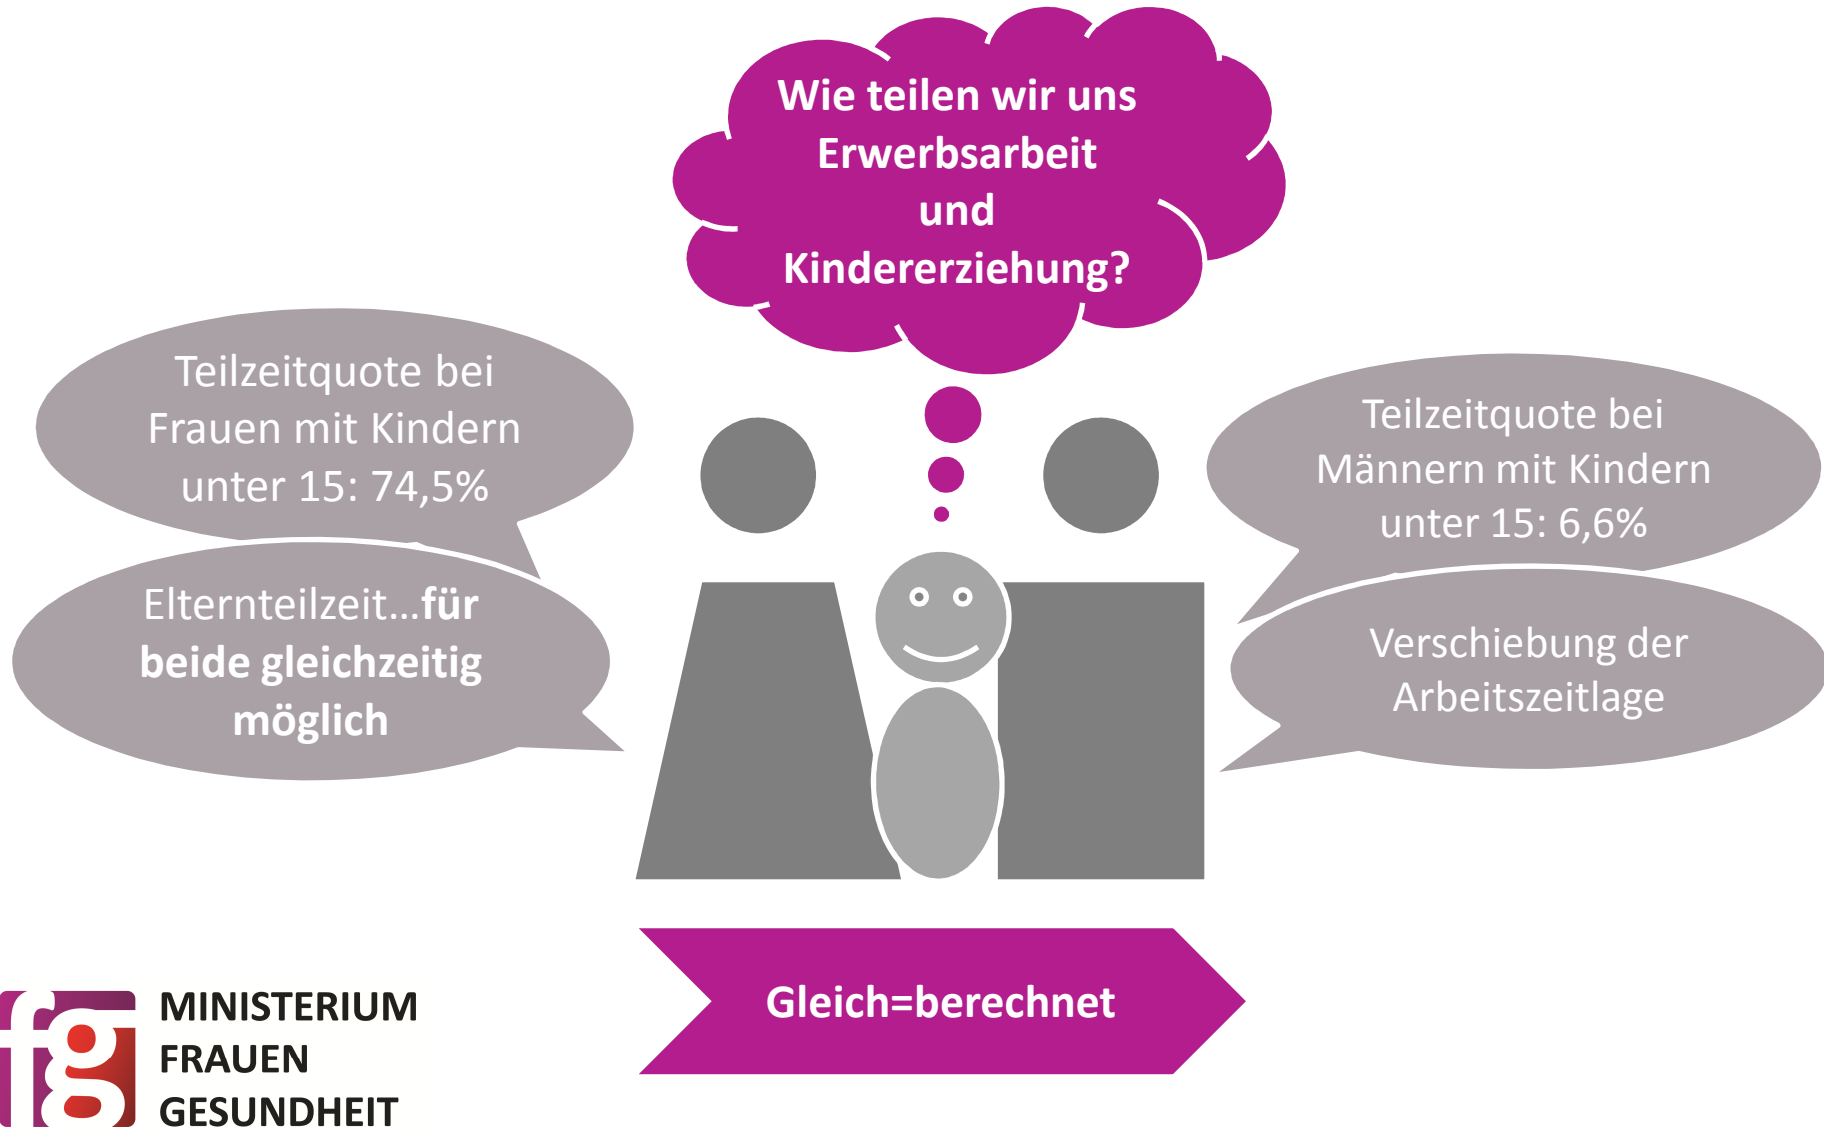 Wie teilen wir uns
Erwerbsarbeit
und
Kindererziehung?
Teilzeitquote bei
Frauen mit Kindern
unter 15: 74,5%
Teilzeitquote bei
Männern mit Kindern
unter 15: 6,6%
Elternteilzeit...für
beide gleichzeitig
möglich
Verschiebung der
Arbeitszeitlage
Gleich=berechnet
fg
MINISTERIUM
FRAUEN
GESUNDHEIT